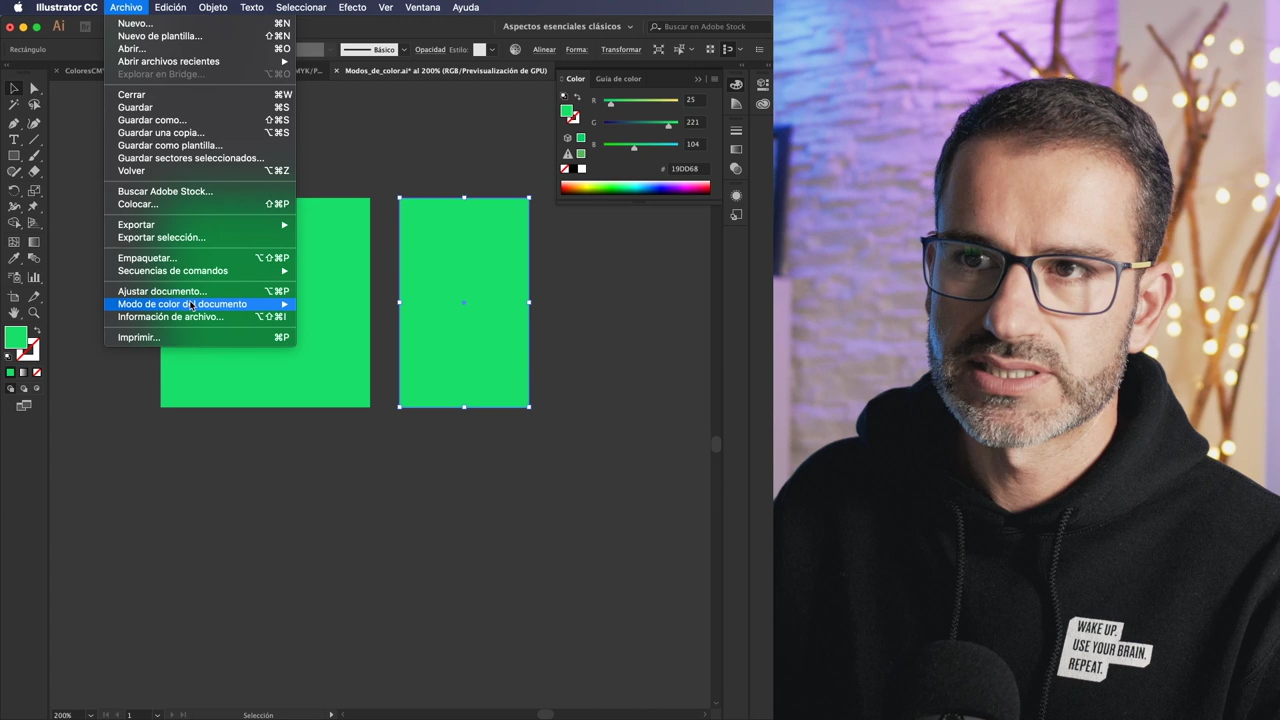 Illustrator CC Archivo Edición Objeto Texto Seleccionar Efecto Ver Ventana Ayuda
Ai Br Aspectos esenciales clásicos Buscar en Adobe Stock
Rectángulo Básico Opacidad Estilo: Alinear Forma: Transformar
ColoresCM MYK/P... Modos_de_color.ai* al 200% (RGB/Previsualización de GPU)
Nuevo... ⌘N
Nuevo de plantilla... ⇧⌘N
Abrir... ⌘O
Abrir archivos recientes
Explorar en Bridge... ⌥⌘O
Cerrar ⌘W
Guardar ⌘S
Guardar como... ⇧⌘S
Guardar una copia... ⌥⌘S
Guardar como plantilla...
Guardar sectores seleccionados...
Volver ⌥⌘Z
Buscar Adobe Stock...
Colocar... ⇧⌘P
Exportar
Exportar selección...
Empaquetar... ⌥⇧⌘P
Secuencias de comandos
Ajustar documento... ⌥⌘P
Modo de color del documento
Información de archivo... ⌥⇧⌘I
Imprimir... ⌘P
Color Guía de color
R 25
G 221
B 104
# 19DD68
200% 1 Selección
WAKE UP.
USE YOUR BRAIN.
REPEAT.